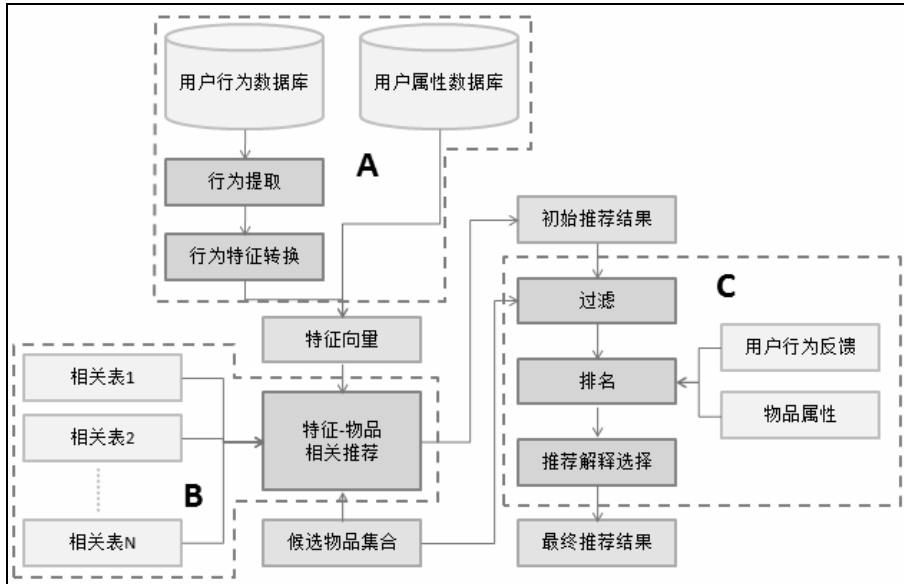 用户行为数据库
用户属性数据库
A
行为提取
行为特征转换
特征向量
初始推荐结果
C
过滤
排名
用户行为反馈
物品属性
推荐解释选择
最终推荐结果
相关表1
相关表2
相关表N
B
特征-物品
相关推荐
候选物品集合